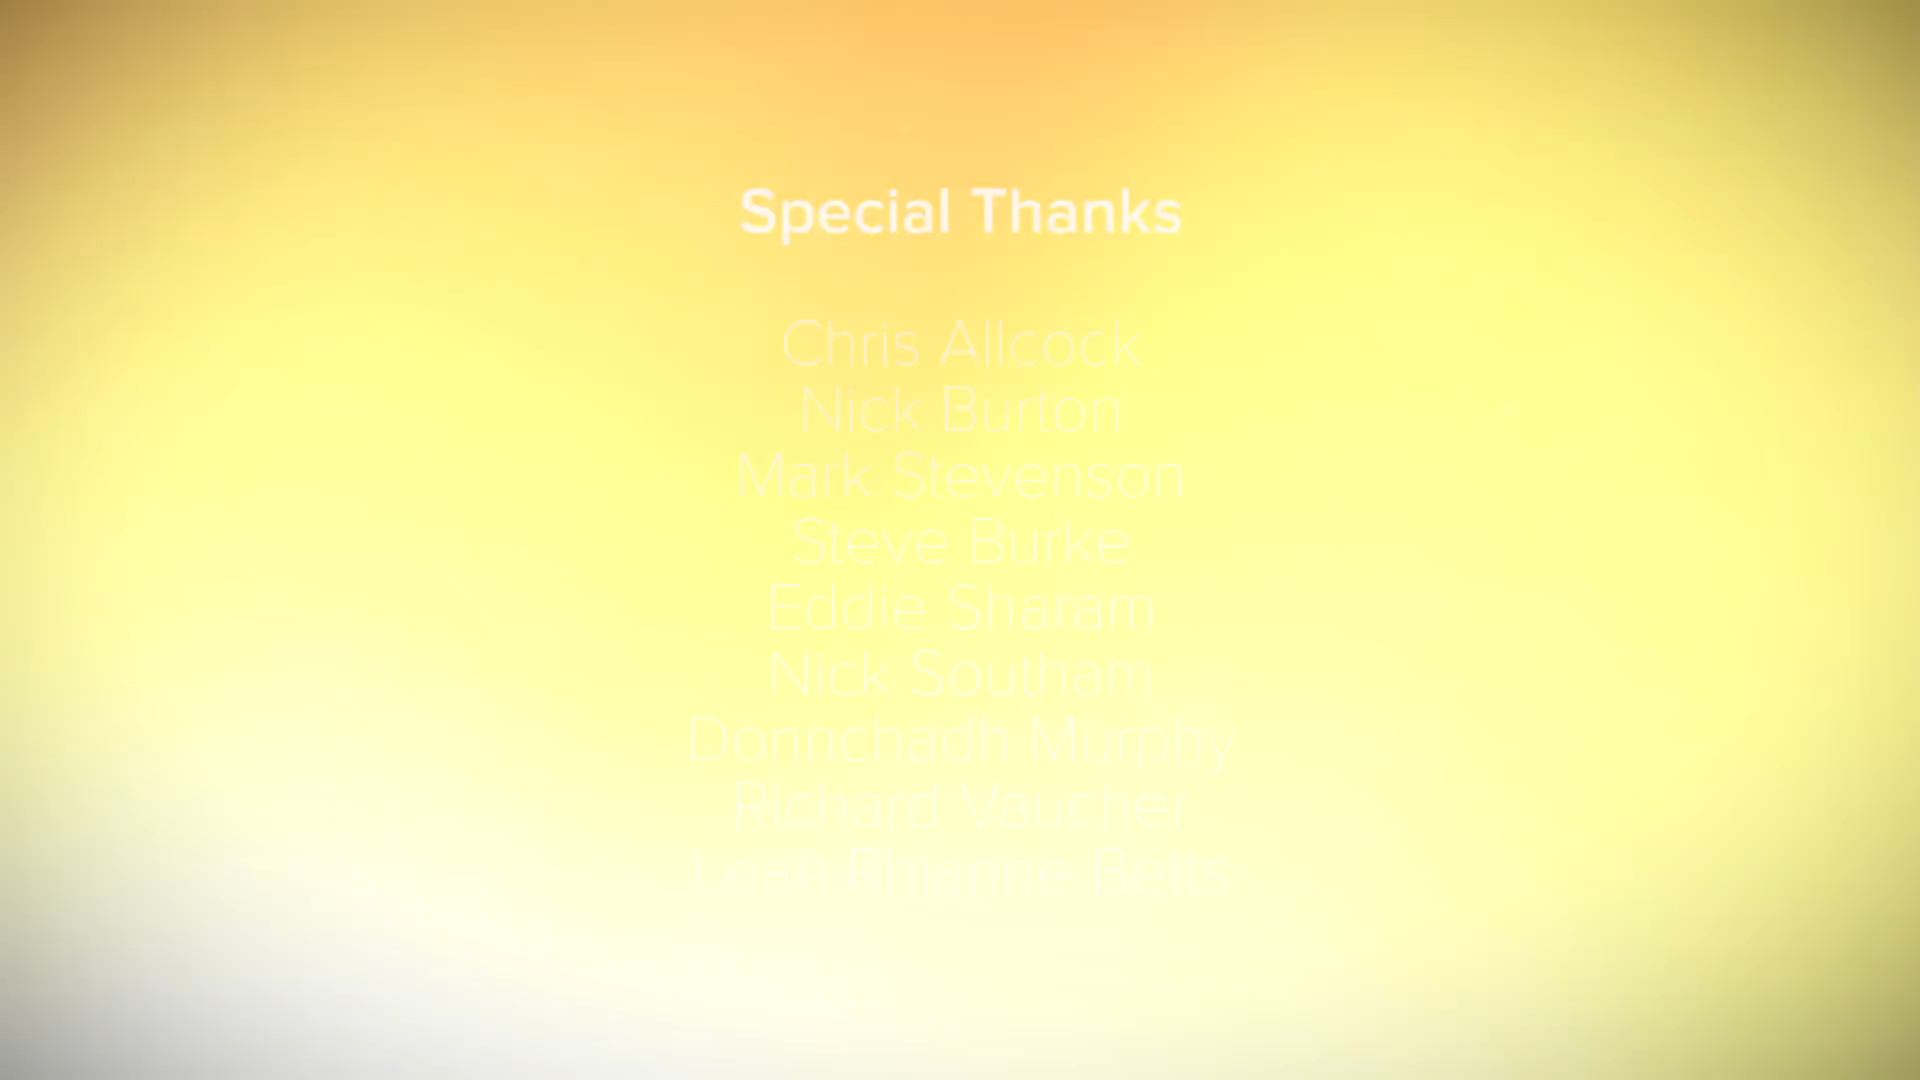 Special Thanks
Chris Allcock
Nick Burton
Mark Stevenson
Steve Burke
Eddie Sharam
Nick Southam
Donnchadh Murphy
Richard Vauclier
Leah Rhianne Betts